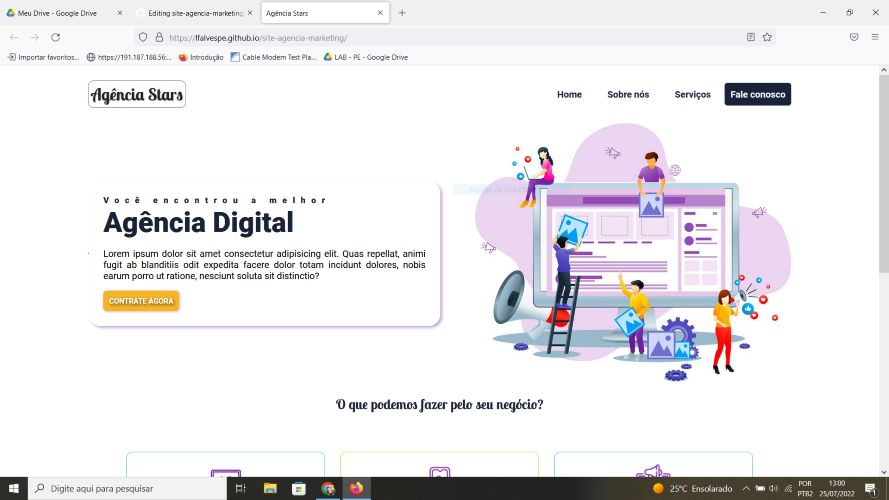 Meu Drive - Google Drive
Editing site-agencia-marketing/
Agência Stars
https://lfalvespe.github.io/site-agencia-marketing/
Importar favoritos...
https://191.187.188.56:...
Introdução
Cable Modem Test Pla...
LAB - PE - Google Drive
Agência Stars
Home
Sobre nós
Serviços
Fale conosco
Você encontrou a melhor
Agência Digital
Lorem ipsum dolor sit amet consectetur adipisicing elit. Quas repellat, animi
fugit ab blanditiis odit expedita facere dolor totam incidunt dolores, nobis
earum porro ut ratione, nesciunt soluta sit distinctio?
CONTRATE AGORA
O que podemos fazer pelo seu negócio?
Digite aqui para pesquisar
25°C Ensolarado
POR
PTB2
13:00
25/07/2022
1